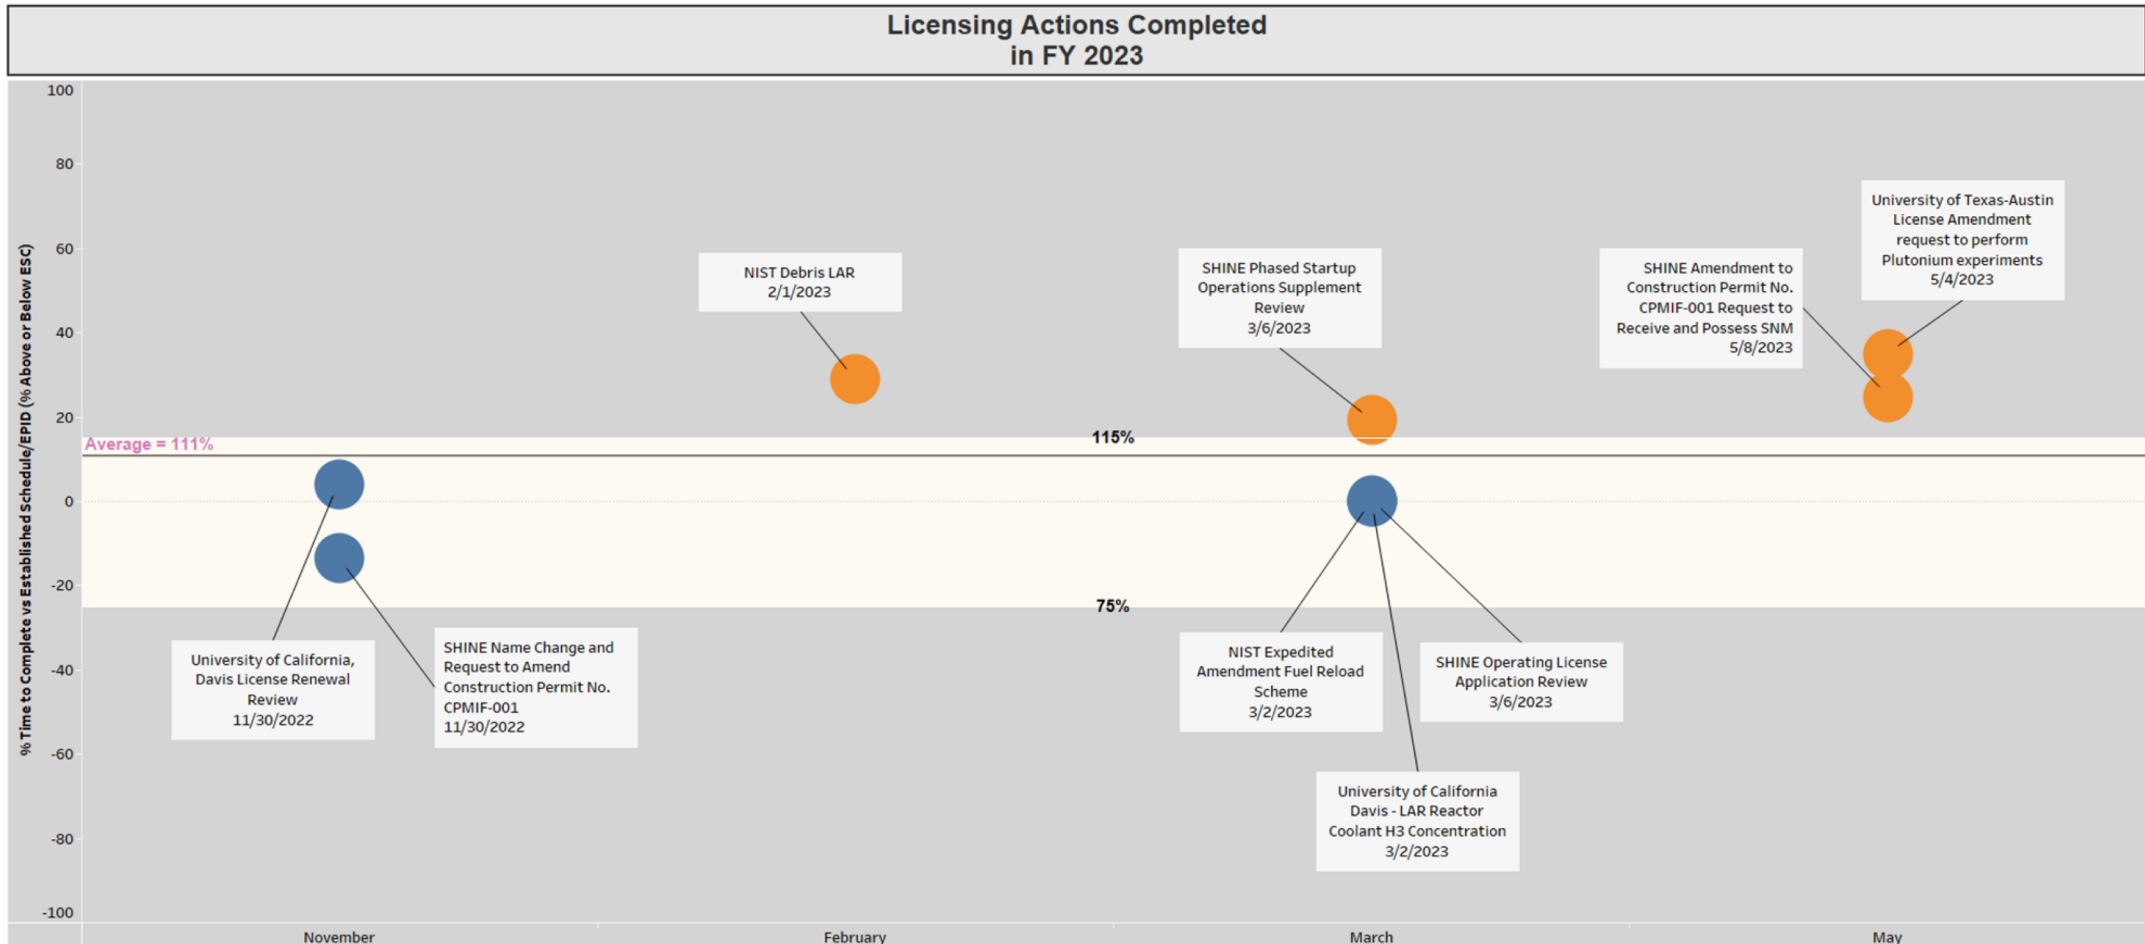 Licensing Actions Completed
in FY 2023
% Time to Complete vs Established Schedule/EPID (% Above or Below ESC)
100
80
60
40
20
0
-20
-40
-60
-80
-100
Average = 111%
115%
75%
University of California,
Davis License Renewal
Review
11/30/2022
SHINE Name Change and
Request to Amend
Construction Permit No.
CPMIF-001
11/30/2022
NIST Debris LAR
2/1/2023
SHINE Phased Startup
Operations Supplement
Review
3/6/2023
NIST Expedited
Amendment Fuel Reload
Scheme
3/2/2023
University of California
Davis - LAR Reactor
Coolant H3 Concentration
3/2/2023
SHINE Operating License
Application Review
3/6/2023
SHINE Amendment to
Construction Permit No.
CPMIF-001 Request to
Receive and Possess SNM
5/8/2023
University of Texas-Austin
License Amendment
request to perform
Plutonium experiments
5/4/2023
November
February
March
May